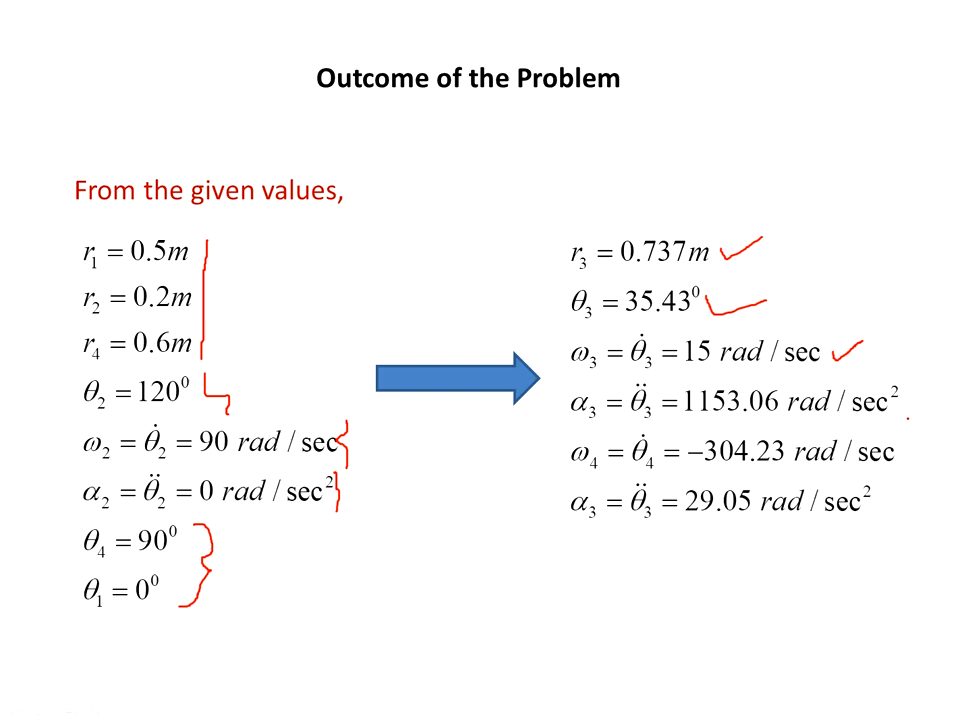 Outcome of the Problem
From the given values,
r₁ = 0.5m
r₂ = 0.2m
r₄ = 0.6m
θ₂ = 120⁰
ω₂ = θ̇₂ = 90 rad / sec
α₂ = θ̈₂ = 0 rad / sec²
θ₄ = 90⁰
θ₁ = 0⁰
r₃ = 0.737m
θ₃ = 35.43⁰
ω₃ = θ̇₃ = 15 rad / sec
α₃ = θ̈₃ = 1153.06 rad / sec²
ω₄ = θ̇₄ = −304.23 rad / sec
α₃ = θ̈₃ = 29.05 rad / sec²